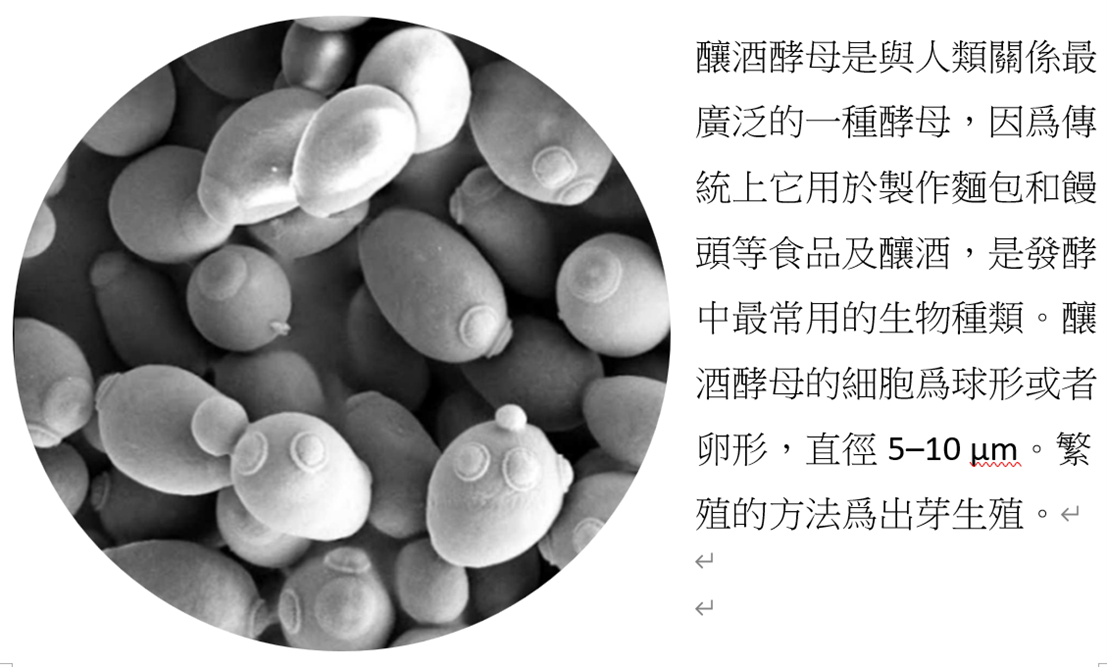 釀酒酵母是與人類關係最
廣泛的一種酵母，因爲傳
統上它用於製作麵包和饅
頭等食品及釀酒，是發酵
中最常用的生物種類。釀
酒酵母的細胞爲球形或者
卵形，直徑 5–10 μm。繁
殖的方法爲出芽生殖。